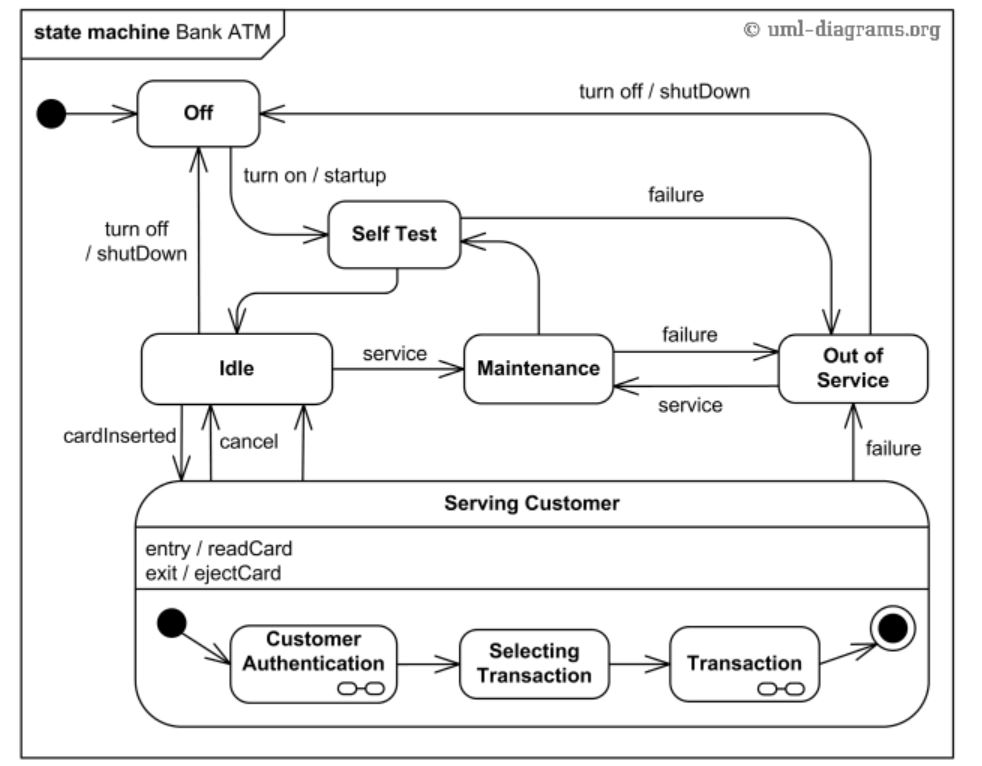 state machine Bank ATM
© uml-diagrams.org
turn off / shutDown
Off
turn on / startup
failure
turn off
/ shutDown
Self Test
service
failure
Idle
Maintenance
Out of
Service
service
cardInserted
cancel
failure
Serving Customer
entry / readCard
exit / ejectCard
Customer
Authentication
Selecting
Transaction
Transaction